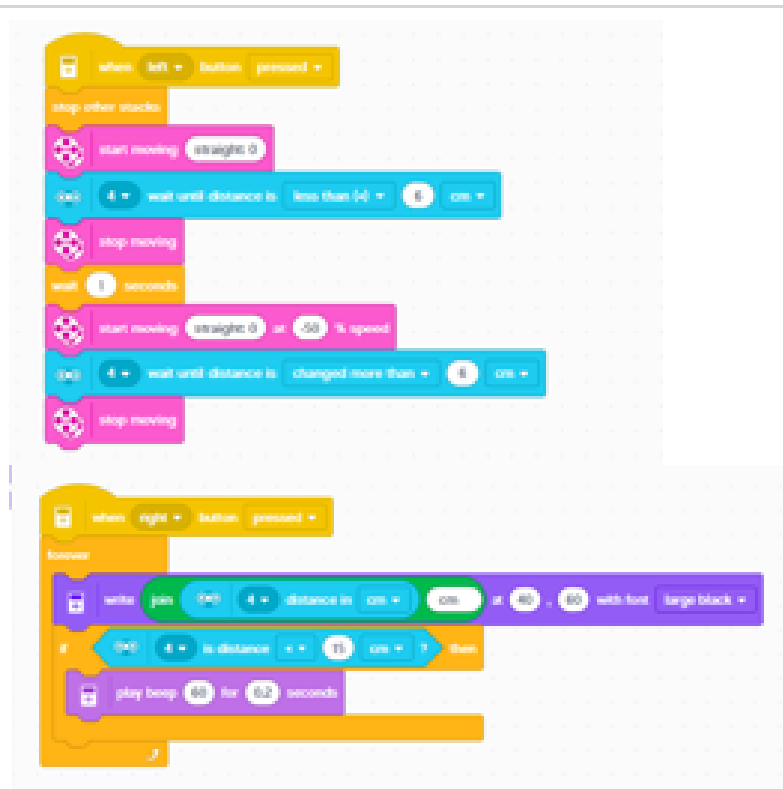 when left button pressed
stop other stacks
start moving straight: 0
4 wait until distance is less than (<) 6 cm
stop moving
wait 1 seconds
start moving straight: 0 at -50 % speed
4 wait until distance is changed more than 6 cm
stop moving
when right button pressed
forever
write join 4 distance in cm cm at 40 , 60 with font large black
if 4 is distance < 15 cm ? then
play beep 60 for 0.2 seconds